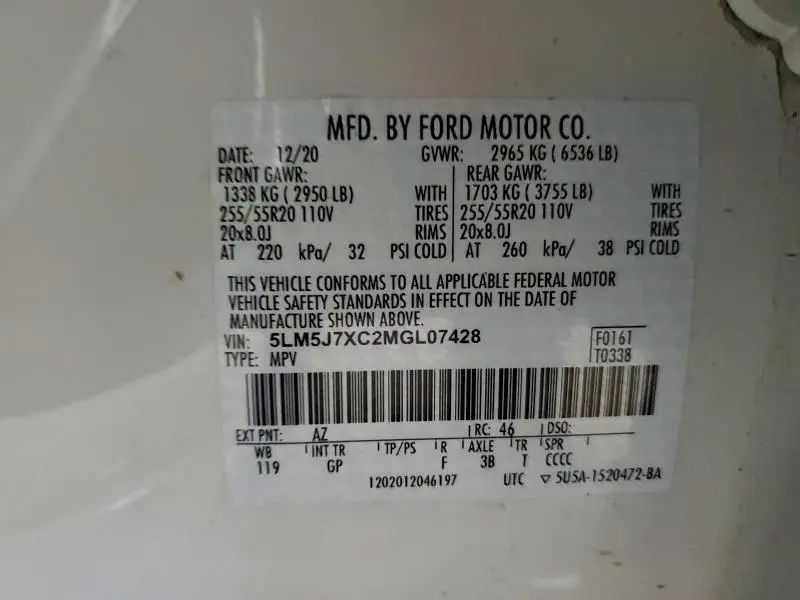 MFD. BY FORD MOTOR CO.
DATE: 12/20 GVWR: 2965 KG ( 6536 LB)
FRONT GAWR: REAR GAWR:
1338 KG ( 2950 LB) WITH 1703 KG ( 3755 LB) WITH
255/55R20 110V TIRES 255/55R20 110V TIRES
20x8.0J RIMS 20x8.0J RIMS
AT 220 kPa/ 32 PSI COLD AT 260 kPa/ 38 PSI COLD
THIS VEHICLE CONFORMS TO ALL APPLICABLE FEDERAL MOTOR
VEHICLE SAFETY STANDARDS IN EFFECT ON THE DATE OF
MANUFACTURE SHOWN ABOVE.
VIN: 5LM5J7XC2MGL07428 F0161
TYPE: MPV T0338
EXT PNT: AZ RC: 46 DSO:
WB INT TR TP/PS R AXLE TR SPR
119 GP F 3B T CCCC
1202012046197 UTC ▽ 5U5A-1520472-BA